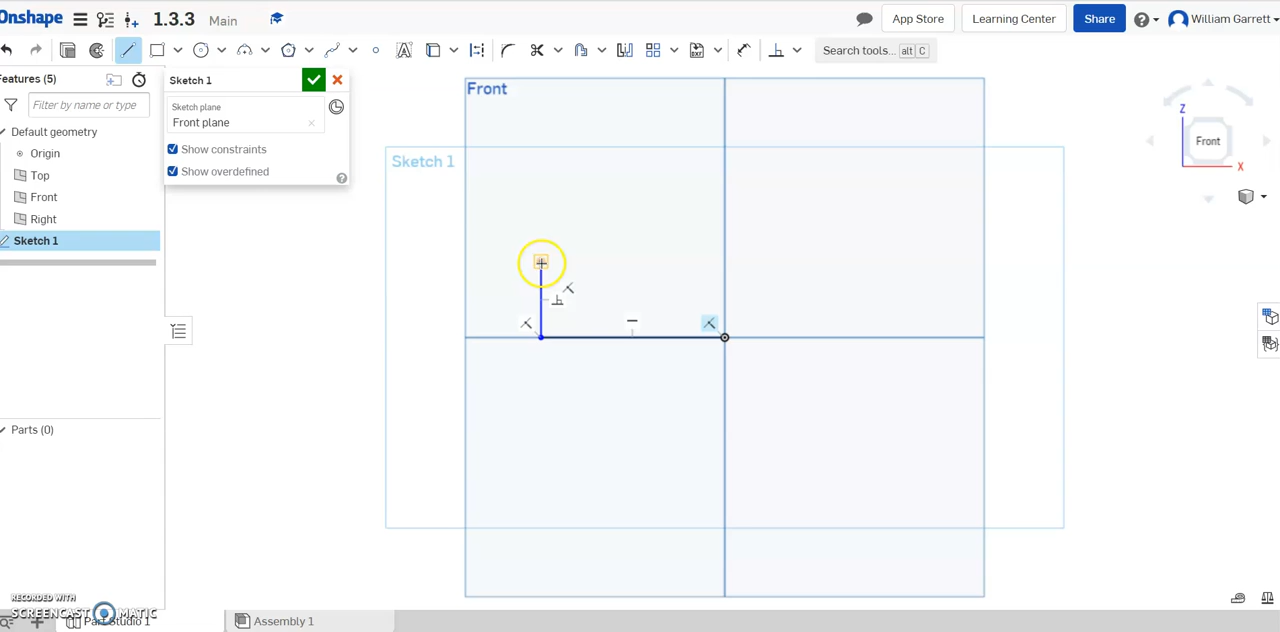 Onshape 1.3.3 Main App Store Learning Center Share William Garrett
Search tools... alt C
Features (5)
Filter by name or type
Default geometry
Origin
Top
Front
Right
Sketch 1
Parts (0)
Sketch 1
Sketch plane
Front plane
Show constraints
Show overdefined
Front
Sketch 1
Z
Front
X
RECORDED WITH
SCREENCAST MATIC
Part Studio 1
Assembly 1